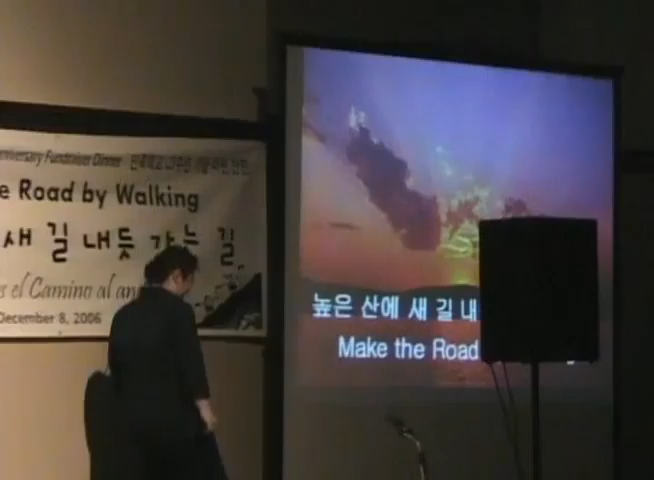 nniversary Fundraiser Dinner
e Road by Walking
새 길 내듯 가는 길
s el Camino al an
December 8, 2006
높은 산에 새 길 내
Make the Road